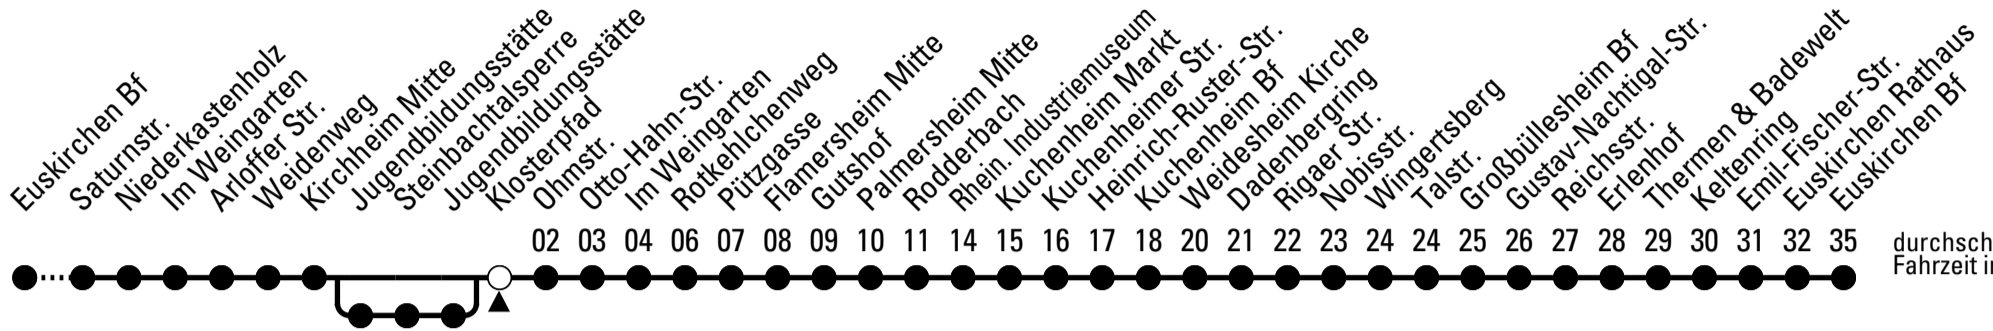 Euskirchen Bf
Saturnstr.
Niederkastenholz
Im Weingarten
Arloffer Str.
Weidenweg
Kirchheim Mitte
Jugendbildungsstätte
Steinbachtalsperre
Jugendbildungsstätte
Klosterpfad
Ohmstr.
Otto-Hahn-Str.
Im Weingarten
Rotkehlchenweg
Pützgasse
Flamersheim Mitte
Gutshof
Palmersheim Mitte
Rodderbach
Rhein. Industriemuseum
Kuchenheim Markt
Kuchenheimer Str.
Heinrich-Ruster-Str.
Kuchenheim Bf
Weidesheim Kirche
Dadenbergring
Rigaer Str.
Nobisstr.
Wingertsberg
Talstr.
Großbüllesheim Bf
Gustav-Nachtigal-Str.
Reichsstr.
Erlenhof
Thermen & Badewelt
Keltenring
Emil-Fischer-Str.
Euskirchen Rathaus
Euskirchen Bf
02 03 04 06 07 08 09 10 11 14 15 16 17 18 20 21 22 23 24 24 25 26 27 28 29 30 31 32 35
durchsch
Fahrzeit i